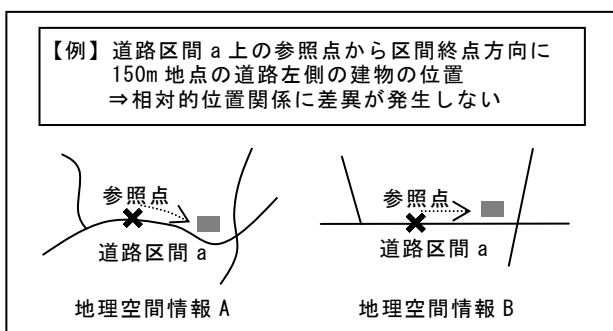 【例】道路区間 a 上の参照点から区間終点方向に
150m 地点の道路左側の建物の位置
⇒相対的位置関係に差異が発生しない
参照点
参照点
道路区間 a
道路区間 a
地理空間情報 A
地理空間情報 B